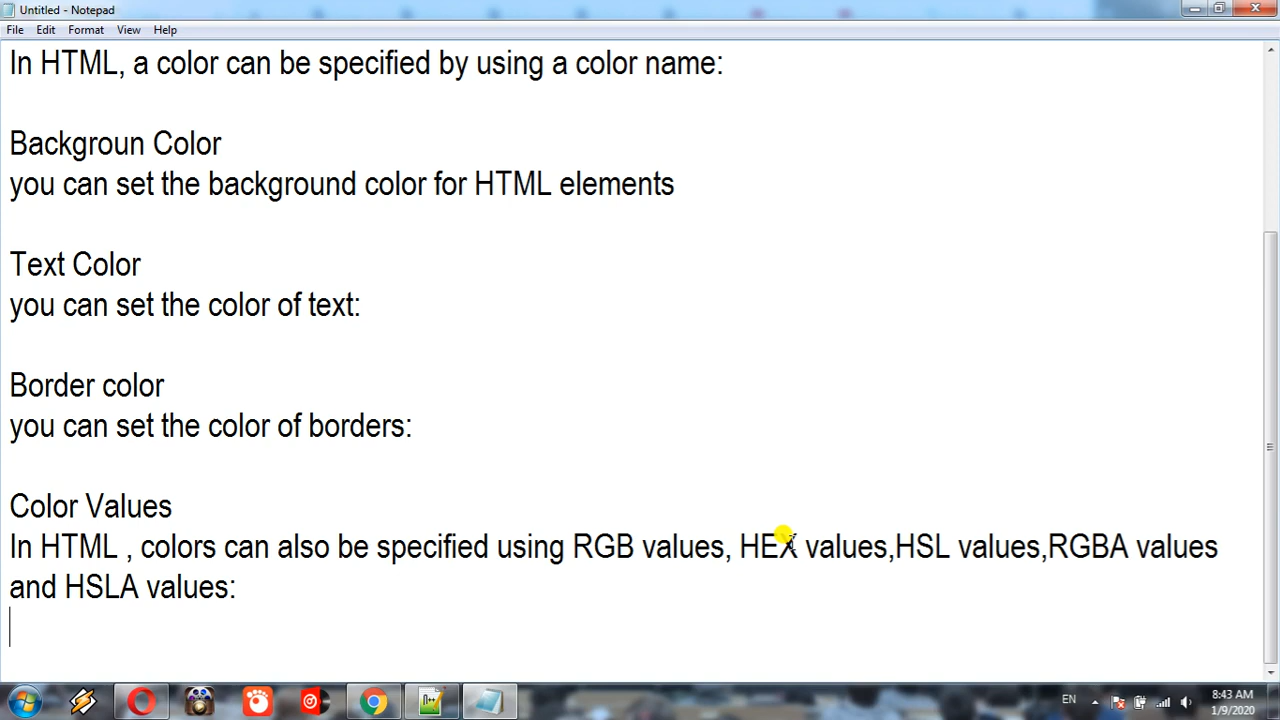 Untitled - Notepad
File Edit Format View Help
In HTML, a color can be specified by using a color name:
Backgroun Color
you can set the background color for HTML elements
Text Color
you can set the color of text:
Border color
you can set the color of borders:
Color Values
In HTML , colors can also be specified using RGB values, HEX values,HSL values,RGBA values
and HSLA values:
EN
8:43 AM
1/9/2020